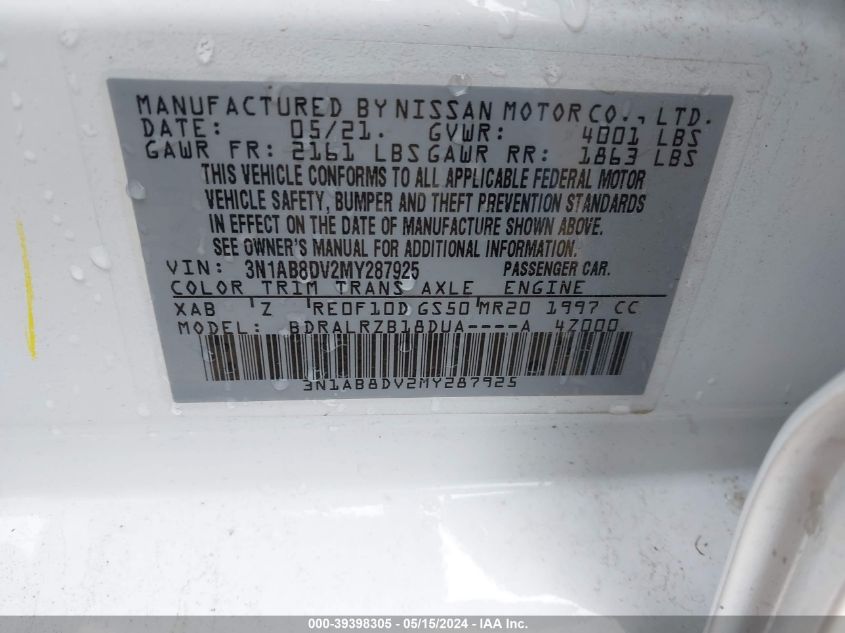 MANUFACTURED BY NISSAN MOTOR CO., LTD.
DATE: 05/21. GVWR: 4001 LBS
GAWR FR: 2161 LBS GAWR RR: 1863 LBS
THIS VEHICLE CONFORMS TO ALL APPLICABLE FEDERAL MOTOR
VEHICLE SAFETY, BUMPER AND THEFT PREVENTION STANDARDS
IN EFFECT ON THE DATE OF MANUFACTURE SHOWN ABOVE.
SEE OWNER'S MANUAL FOR ADDITIONAL INFORMATION.
VIN: 3N1AB8DV2MY287925 PASSENGER CAR.
COLOR TRIM TRANS AXLE ENGINE
XAB Z RE0F10D GS50 MR20 1997 CC
MODEL: BDRALRZB18DUA----A 4Z000
3N1AB8DV2MY287925
000-39398305 - 05/15/2024 - IAA Inc.